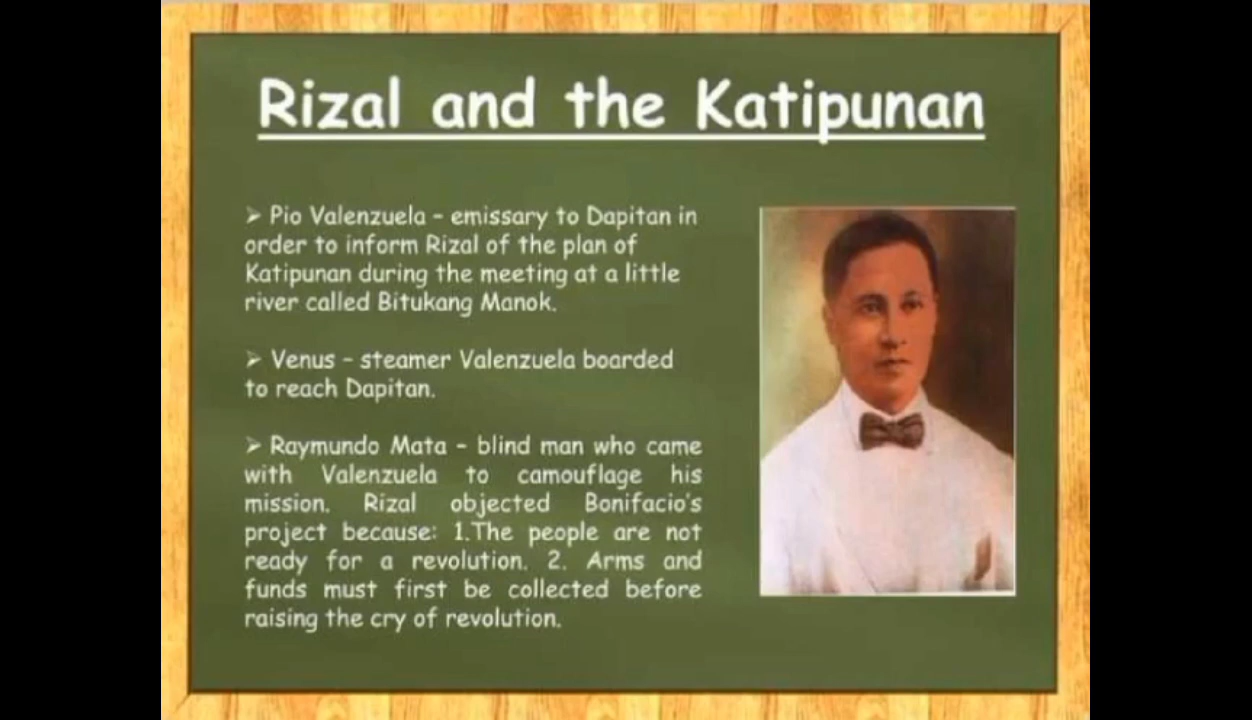 Rizal and the Katipunan
➢ Pio Valenzuela – emissary to Dapitan in
order to inform Rizal of the plan of
Katipunan during the meeting at a little
river called Bitukang Manok.
➢ Venus – steamer Valenzuela boarded
to reach Dapitan.
➢ Raymundo Mata – blind man who came
with Valenzuela to camouflage his
mission. Rizal objected Bonifacio's
project because: 1.The people are not
ready for a revolution. 2. Arms and
funds must first be collected before
raising the cry of revolution.